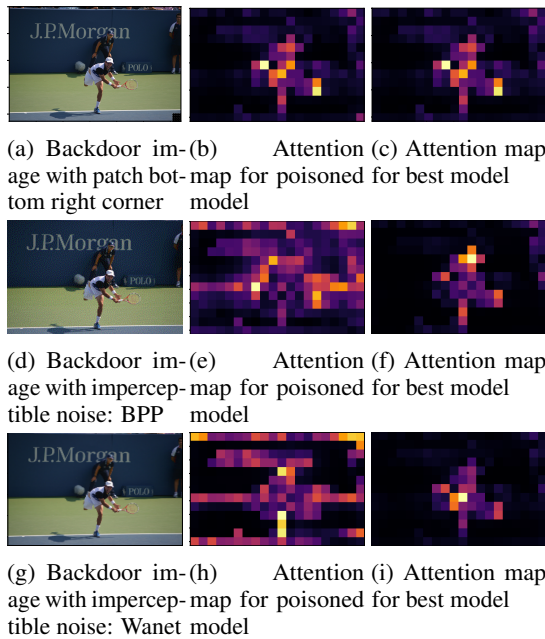 J.P.Morgan
POLO
(a) Backdoor im-
age with patch bot-
tom right corner
(b) Attention
map for poisoned
model
(c) Attention map
for best model
J.P.Morgan
POLO
(d) Backdoor im-
age with impercep-
tible noise: BPP
(e) Attention
map for poisoned
model
(f) Attention map
for best model
J.P.Morgan
POLO
(g) Backdoor im-
age with impercep-
tible noise: Wanet
(h) Attention
map for poisoned
model
(i) Attention map
for best model